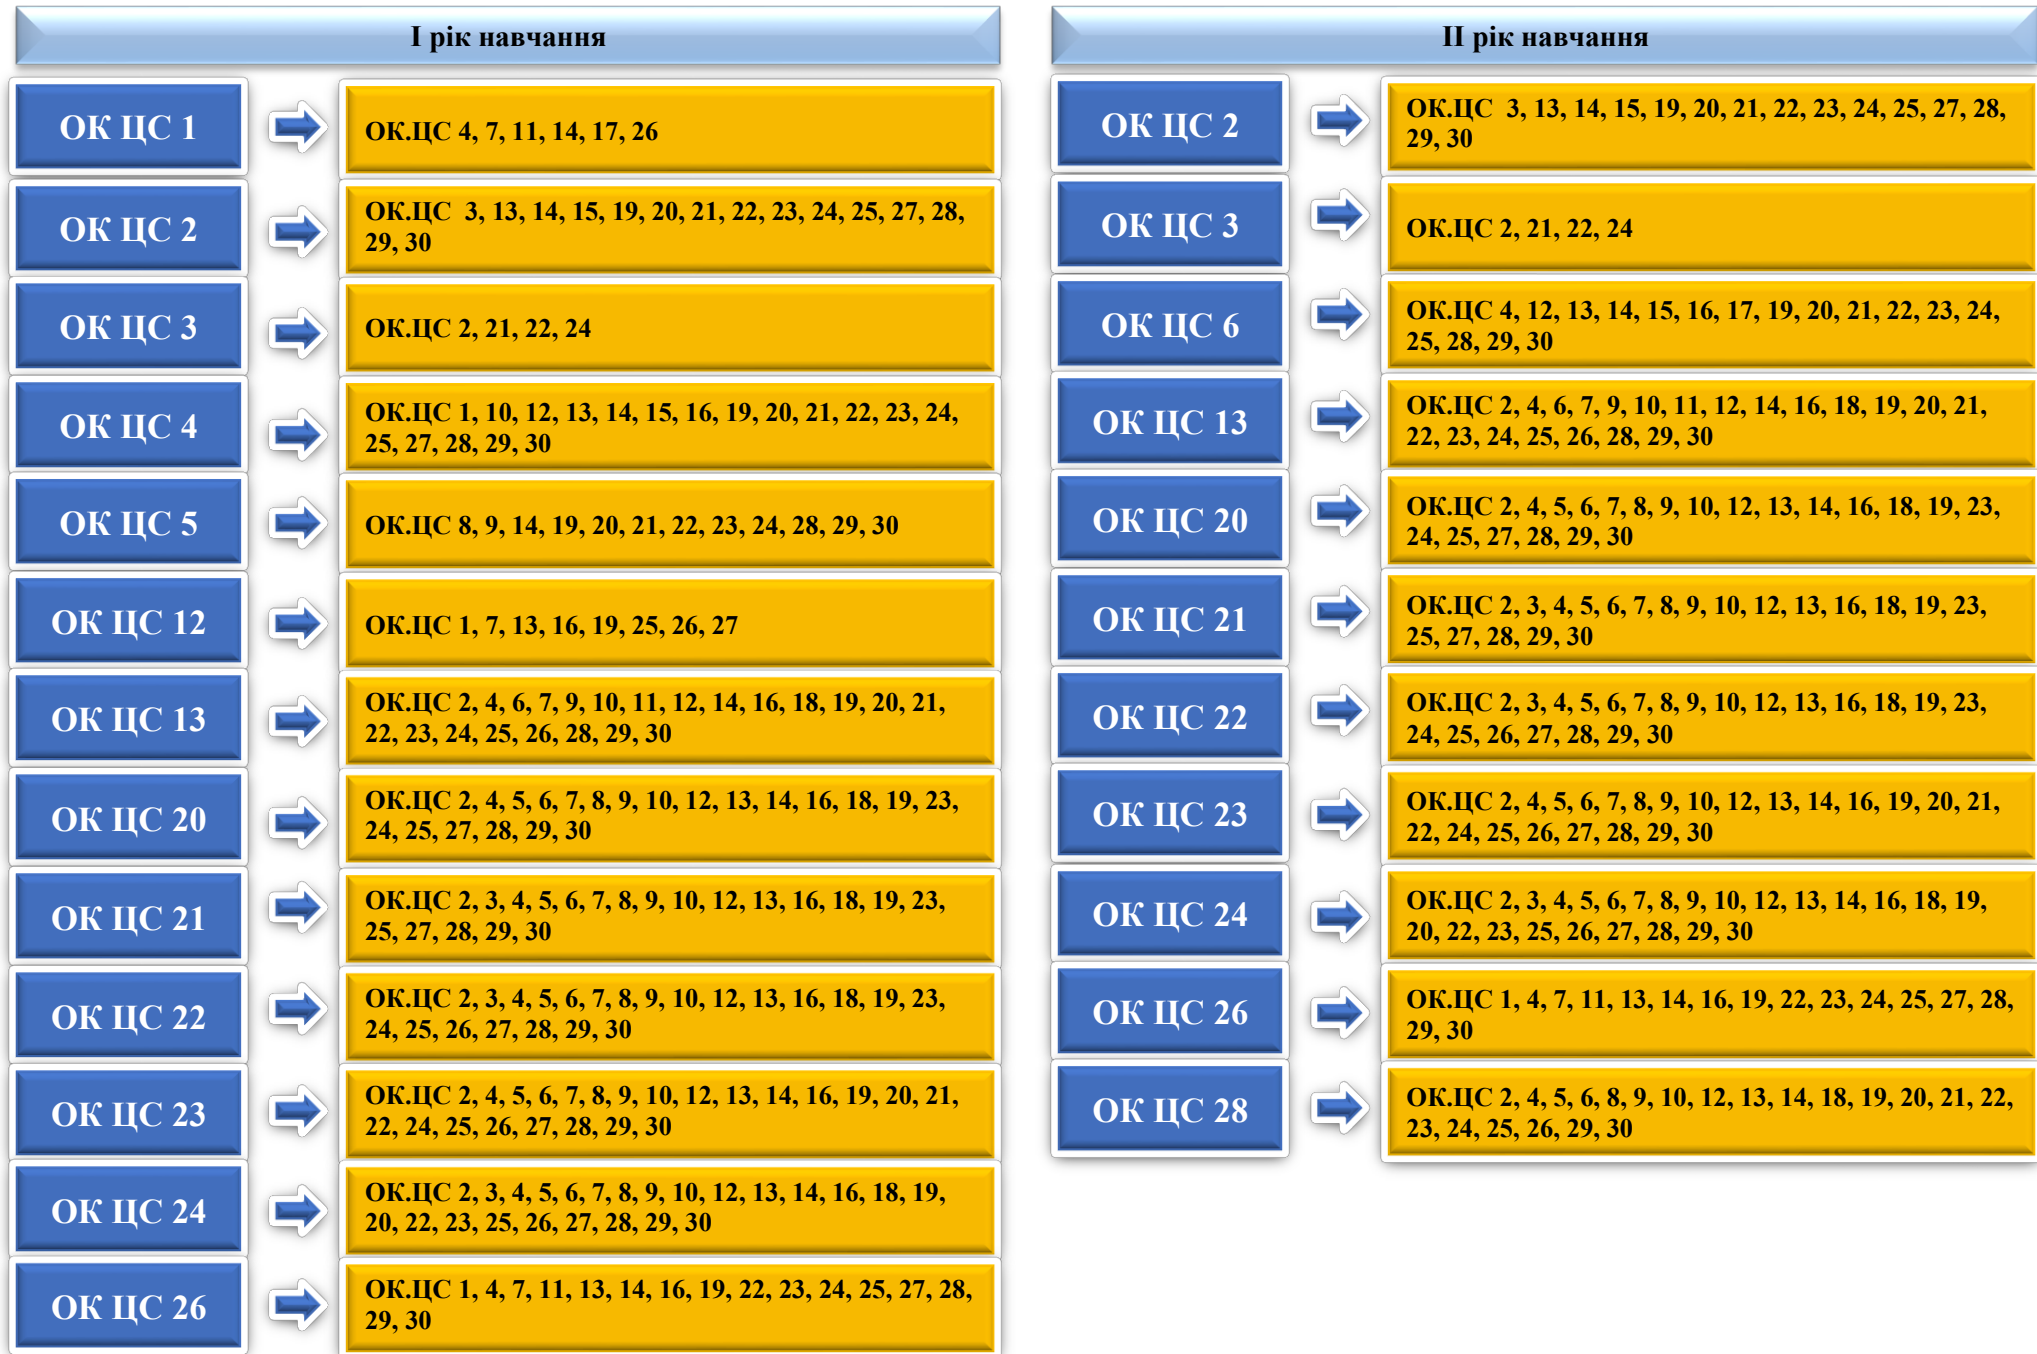 І рік навчання
ОК ЦС 1
ОК.ЦС 4, 7, 11, 14, 17, 26
ОК ЦС 2
ОК.ЦС 3, 13, 14, 15, 19, 20, 21, 22, 23, 24, 25, 27, 28,
29, 30
ОК ЦС 3
ОК.ЦС 2, 21, 22, 24
ОК ЦС 4
ОК.ЦС 1, 10, 12, 13, 14, 15, 16, 19, 20, 21, 22, 23, 24,
25, 27, 28, 29, 30
ОК ЦС 5
ОК.ЦС 8, 9, 14, 19, 20, 21, 22, 23, 24, 28, 29, 30
ОК ЦС 12
ОК.ЦС 1, 7, 13, 16, 19, 25, 26, 27
ОК ЦС 13
ОК.ЦС 2, 4, 6, 7, 9, 10, 11, 12, 14, 16, 18, 19, 20, 21,
22, 23, 24, 25, 26, 28, 29, 30
ОК ЦС 20
ОК.ЦС 2, 4, 5, 6, 7, 8, 9, 10, 12, 13, 14, 16, 18, 19, 23,
24, 25, 27, 28, 29, 30
ОК ЦС 21
ОК.ЦС 2, 3, 4, 5, 6, 7, 8, 9, 10, 12, 13, 16, 18, 19, 23,
25, 27, 28, 29, 30
ОК ЦС 22
ОК.ЦС 2, 3, 4, 5, 6, 7, 8, 9, 10, 12, 13, 16, 18, 19, 23,
24, 25, 26, 27, 28, 29, 30
ОК ЦС 23
ОК.ЦС 2, 4, 5, 6, 7, 8, 9, 10, 12, 13, 14, 16, 19, 20, 21,
22, 24, 25, 26, 27, 28, 29, 30
ОК ЦС 24
ОК.ЦС 2, 3, 4, 5, 6, 7, 8, 9, 10, 12, 13, 14, 16, 18, 19,
20, 22, 23, 25, 26, 27, 28, 29, 30
ОК ЦС 26
ОК.ЦС 1, 4, 7, 11, 13, 14, 16, 19, 22, 23, 24, 25, 27, 28,
29, 30
ІІ рік навчання
ОК ЦС 2
ОК.ЦС 3, 13, 14, 15, 19, 20, 21, 22, 23, 24, 25, 27, 28,
29, 30
ОК ЦС 3
ОК.ЦС 2, 21, 22, 24
ОК ЦС 6
ОК.ЦС 4, 12, 13, 14, 15, 16, 17, 19, 20, 21, 22, 23, 24,
25, 28, 29, 30
ОК ЦС 13
ОК.ЦС 2, 4, 6, 7, 9, 10, 11, 12, 14, 16, 18, 19, 20, 21,
22, 23, 24, 25, 26, 28, 29, 30
ОК ЦС 20
ОК.ЦС 2, 4, 5, 6, 7, 8, 9, 10, 12, 13, 14, 16, 18, 19, 23,
24, 25, 27, 28, 29, 30
ОК ЦС 21
ОК.ЦС 2, 3, 4, 5, 6, 7, 8, 9, 10, 12, 13, 16, 18, 19, 23,
25, 27, 28, 29, 30
ОК ЦС 22
ОК.ЦС 2, 3, 4, 5, 6, 7, 8, 9, 10, 12, 13, 16, 18, 19, 23,
24, 25, 26, 27, 28, 29, 30
ОК ЦС 23
ОК.ЦС 2, 4, 5, 6, 7, 8, 9, 10, 12, 13, 14, 16, 19, 20, 21,
22, 24, 25, 26, 27, 28, 29, 30
ОК ЦС 24
ОК.ЦС 2, 3, 4, 5, 6, 7, 8, 9, 10, 12, 13, 14, 16, 18, 19,
20, 22, 23, 25, 26, 27, 28, 29, 30
ОК ЦС 26
ОК.ЦС 1, 4, 7, 11, 13, 14, 16, 19, 22, 23, 24, 25, 27, 28,
29, 30
ОК ЦС 28
ОК.ЦС 2, 4, 5, 6, 8, 9, 10, 12, 13, 14, 18, 19, 20, 21, 22,
23, 24, 25, 26, 29, 30